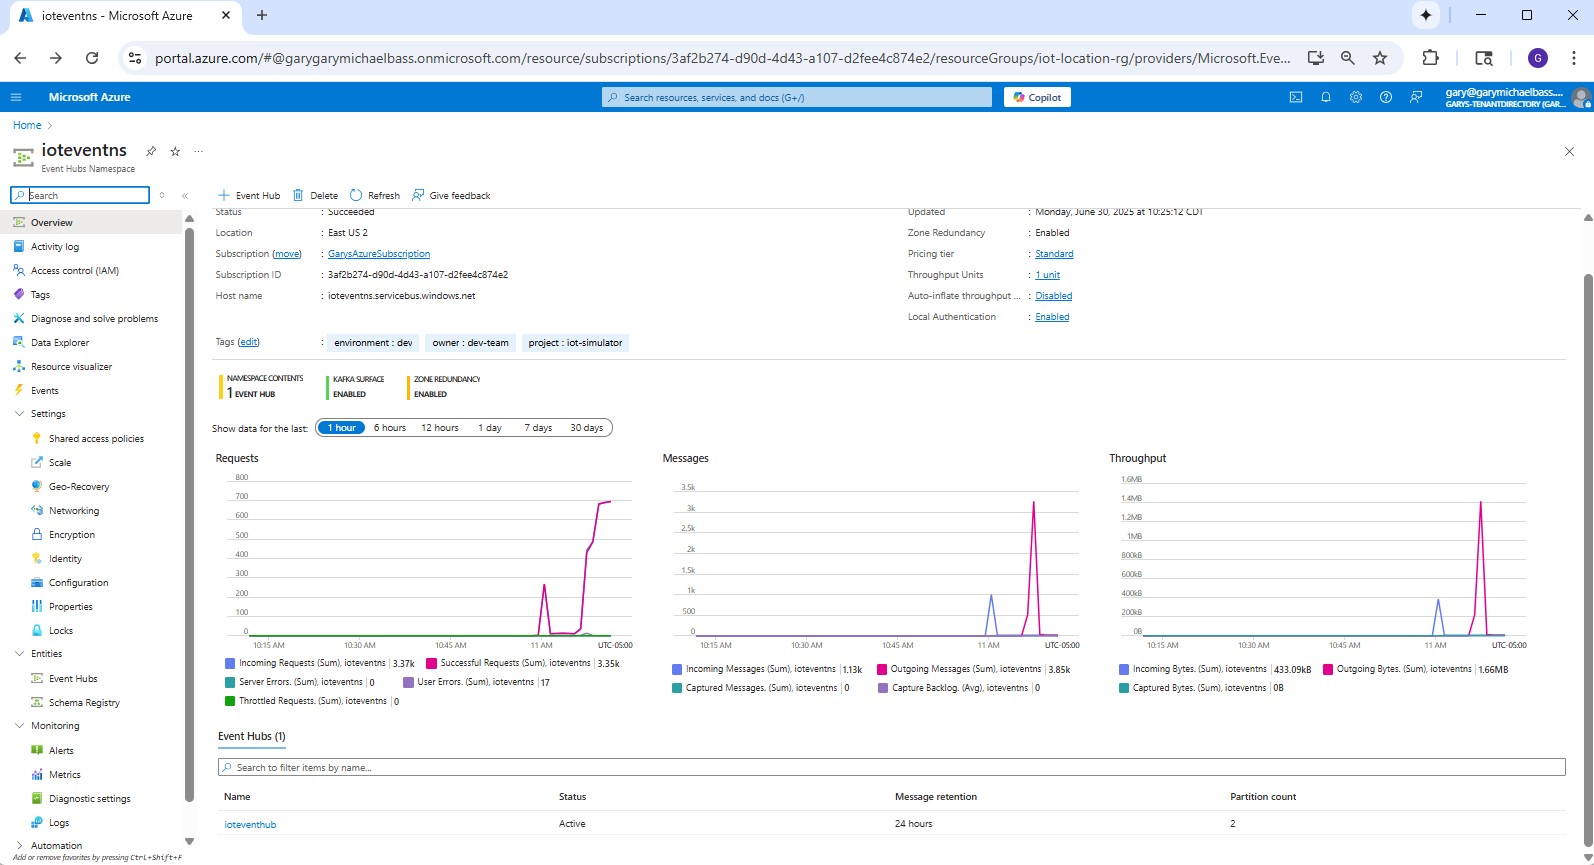 ioteventns - Microsoft Azure
portal.azure.com/#@garygarymichaelbass.onmicrosoft.com/resource/subscriptions/3af2b274-d90d-4d43-a107-d2fee4c874e2/resourceGroups/iot-location-rg/providers/Microsoft.Eve...
G
Microsoft Azure
Search resources, services, and docs (G+/)
Copilot
gary@garymichaelbass....
GARYS-TENANTDIRECTORY (GAR...
Home >
ioteventns
...
Event Hubs Namespace
Search
Event Hub
Delete
Refresh
Give feedback
Overview
Activity log
Access control (IAM)
Tags
Diagnose and solve problems
Data Explorer
Resource visualizer
Events
Settings
Shared access policies
Scale
Geo-Recovery
Networking
Encryption
Identity
Configuration
Properties
Locks
Entities
Event Hubs
Schema Registry
Monitoring
Alerts
Metrics
Diagnostic settings
Logs
Automation
Add or remove favorites by pressing Ctrl+Shift+F
Status : Succeeded
Location : East US 2
Subscription (move) : GarysAzureSubscription
Subscription ID : 3af2b274-d90d-4d43-a107-d2fee4c874e2
Host name : ioteventns.servicebus.windows.net
Updated : Monday, June 30, 2025 at 10:25:12 CDT
Zone Redundancy : Enabled
Pricing tier : Standard
Throughput Units : 1 unit
Auto-inflate throughput ... : Disabled
Local Authentication : Enabled
Tags (edit) : environment : dev owner : dev-team project : iot-simulator
NAMESPACE CONTENTS
1 EVENT HUB
KAFKA SURFACE
ENABLED
ZONE REDUNDANCY
ENABLED
Show data for the last: 1 hour 6 hours 12 hours 1 day 7 days 30 days
Requests
800
700
600
500
400
300
200
100
0
10:15 AM 10:30 AM 10:45 AM 11 AM UTC-05:00
Incoming Requests (Sum), ioteventns 3.37k
Successful Requests (Sum), ioteventns 3.35k
Server Errors. (Sum), ioteventns 0
User Errors. (Sum), ioteventns 17
Throttled Requests. (Sum), ioteventns 0
Messages
3.5k
3k
2.5k
2k
1.5k
1k
500
0
10:15 AM 10:30 AM 10:45 AM 11 AM UTC-05:00
Incoming Messages (Sum), ioteventns 1.13k
Outgoing Messages (Sum), ioteventns 3.85k
Captured Messages. (Sum), ioteventns 0
Capture Backlog. (Avg), ioteventns 0
Throughput
1.6MB
1.4MB
1.2MB
1MB
800kB
600kB
400kB
200kB
0B
10:15 AM 10:30 AM 10:45 AM 11 AM UTC-05:00
Incoming Bytes. (Sum), ioteventns 433.09kB
Outgoing Bytes. (Sum), ioteventns 1.66MB
Captured Bytes. (Sum), ioteventns 0B
Event Hubs (1)
Search to filter items by name...
Name Status Message retention Partition count
ioteventhub Active 24 hours 2